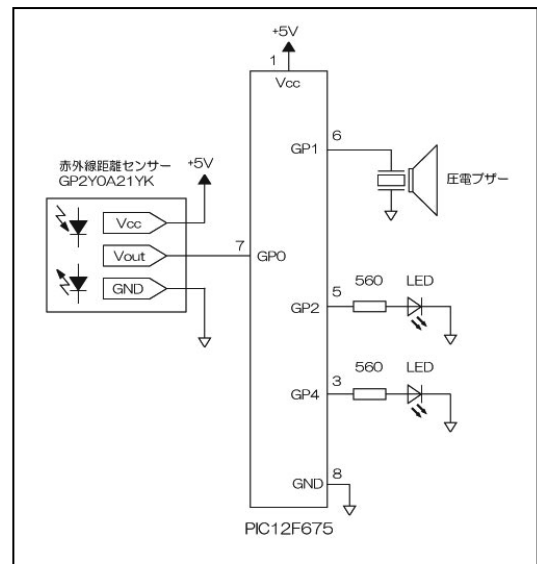 +5V
1
Vcc
6
GP1
圧電ブザー
赤外線距離センサー
GP2Y0A21YK
+5V
Vcc
Vout
GND
7
GP0
5
GP2
560
LED
3
GP4
560
LED
8
GND
PIC12F675